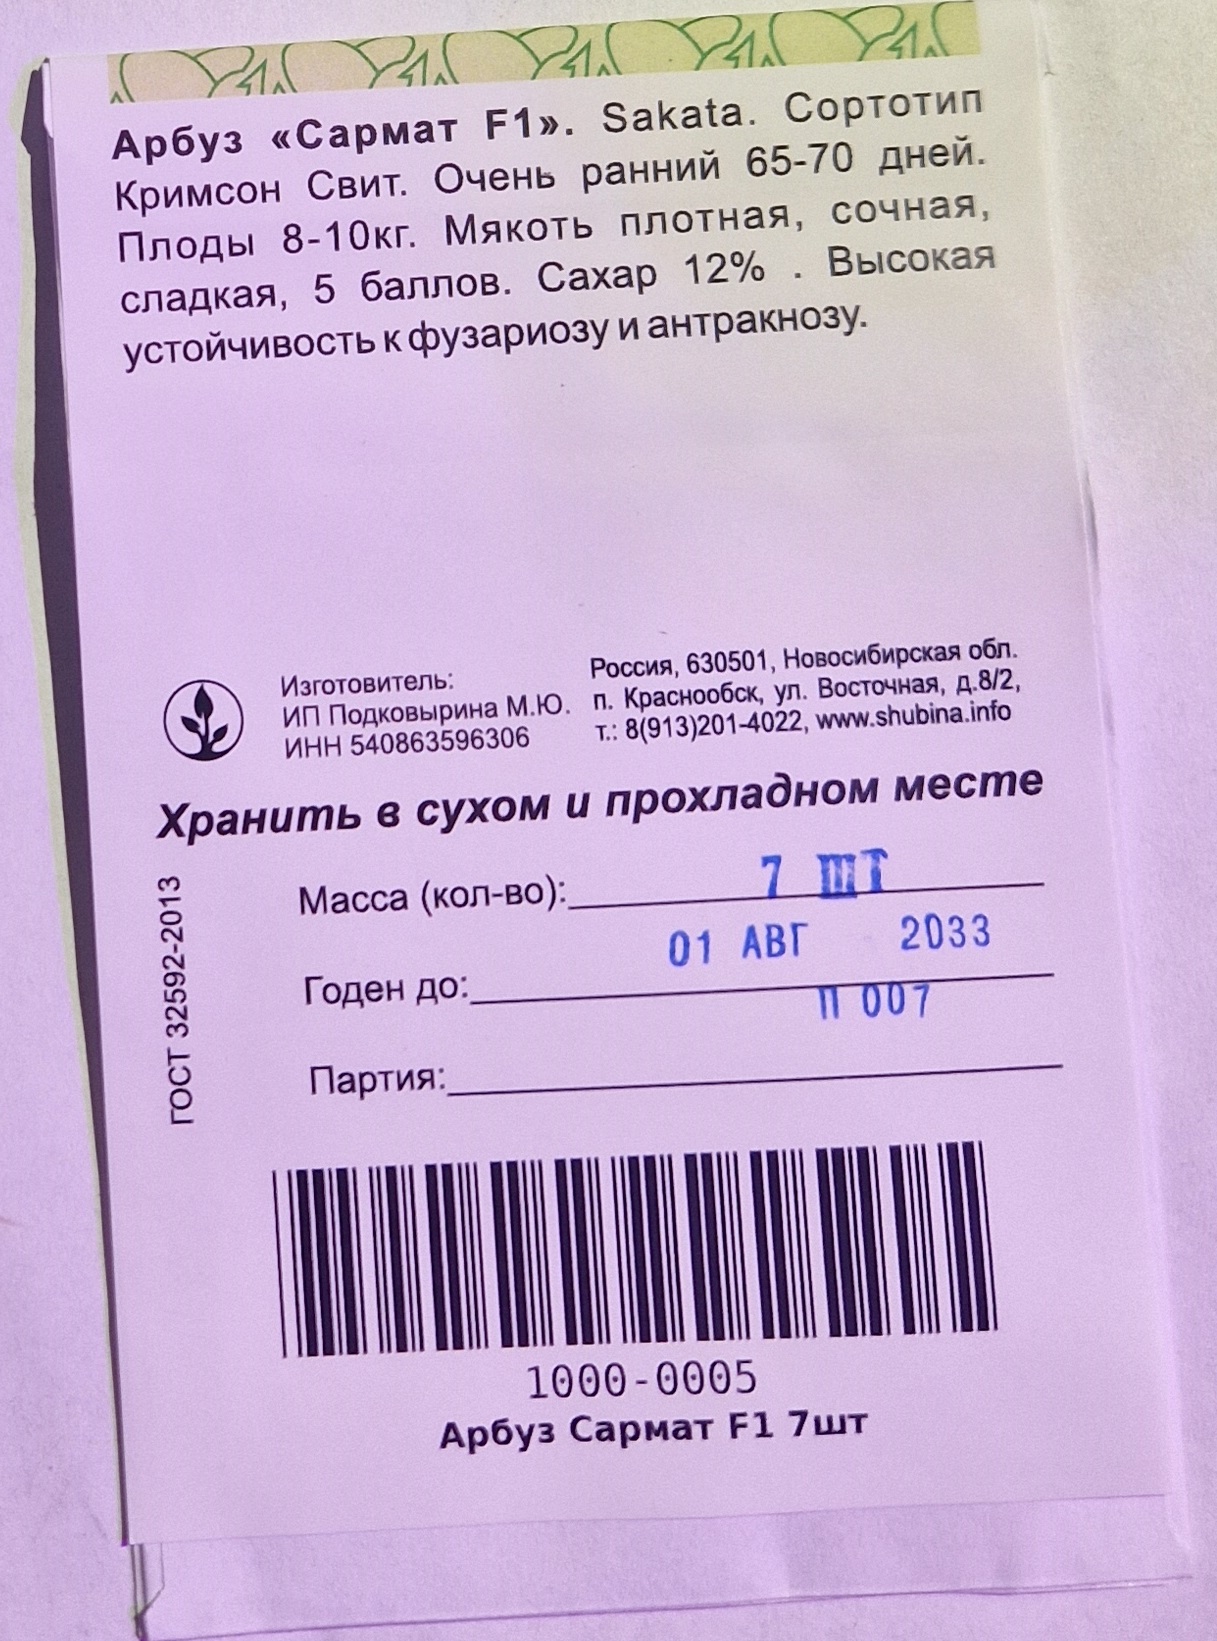 Арбуз «Сармат F1». Sakata. Сортотип
Кримсон Свит. Очень ранний 65-70 дней.
Плоды 8-10кг. Мякоть плотная, сочная,
сладкая, 5 баллов. Сахар 12% . Высокая
устойчивость к фузариозу и антракнозу.
Изготовитель:
ИП Подковырина М.Ю.
ИНН 540863596306
Россия, 630501, Новосибирская обл.
п. Краснообск, ул. Восточная, д.8/2,
т.: 8(913)201-4022, www.shubina.info
Хранить в сухом и прохладном месте
ГОСТ 32592-2013
Масса (кол-во): 7 ШТ
Годен до: 01 АВГ 2033
П 007
Партия:
1000-0005
Арбуз Сармат F1 7шт